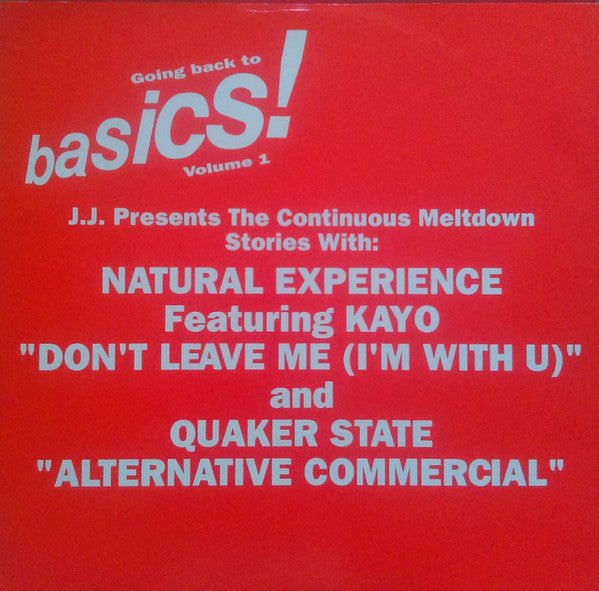 Going back to
basics!
Volume 1
J.J. Presents The Continuous Meltdown
Stories With:
NATURAL EXPERIENCE
Featuring KAYO
"DON'T LEAVE ME (I'M WITH U)"
and
QUAKER STATE
"ALTERNATIVE COMMERCIAL"